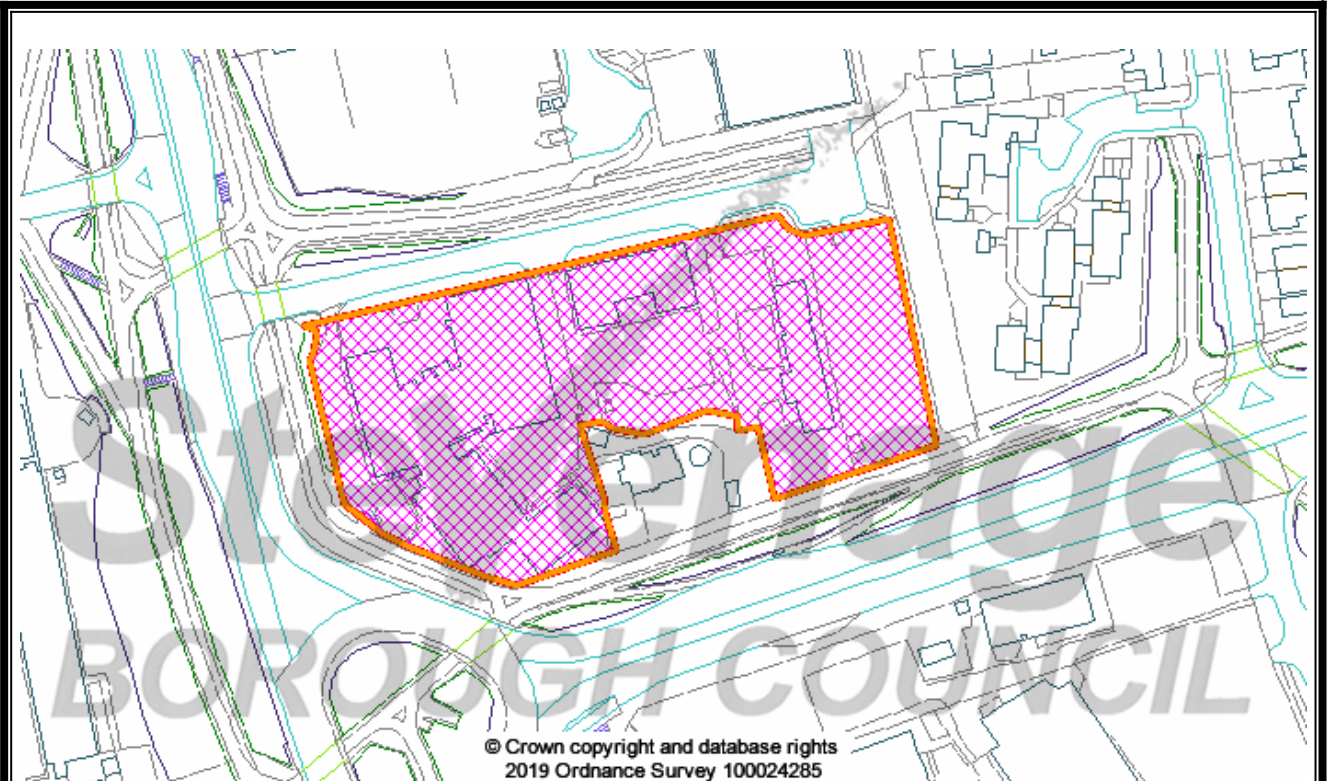 Stevenage
BOROUGH COUNCIL
© Crown copyright and database rights
2019 Ordnance Survey 100024285